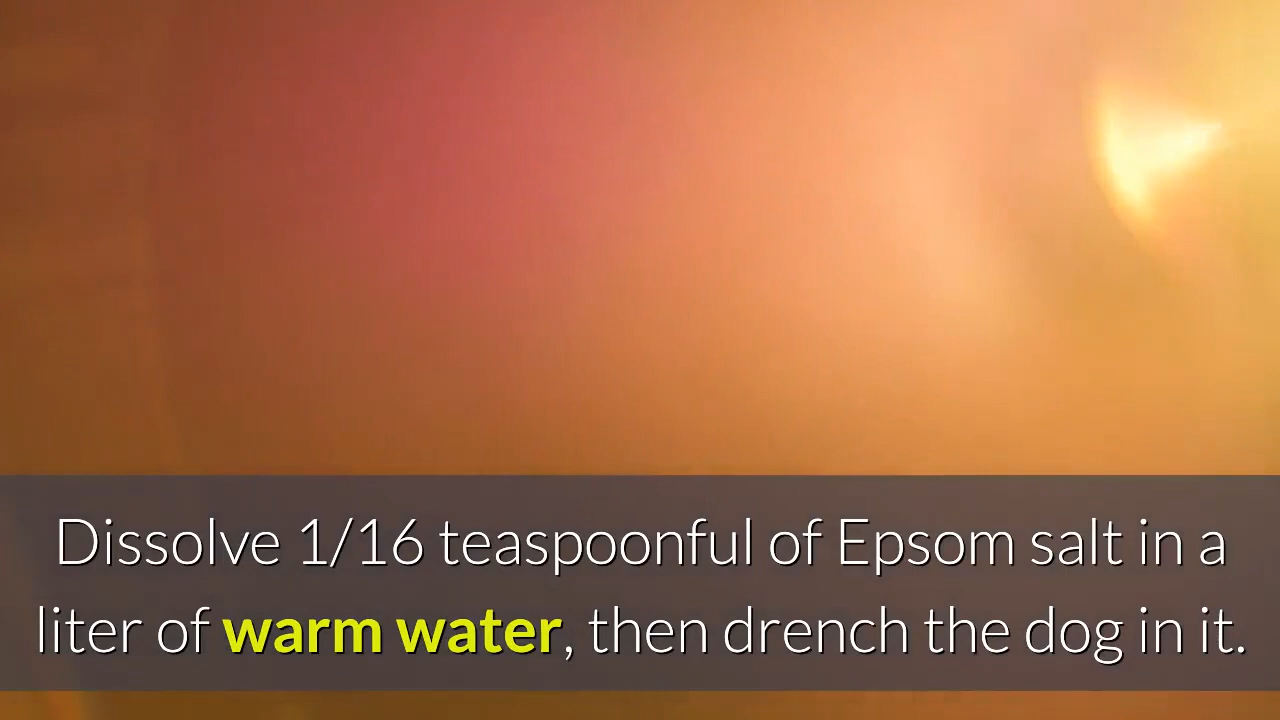 Dissolve 1/16 teaspoonful of Epsom salt in a
liter of warm water, then drench the dog in it.